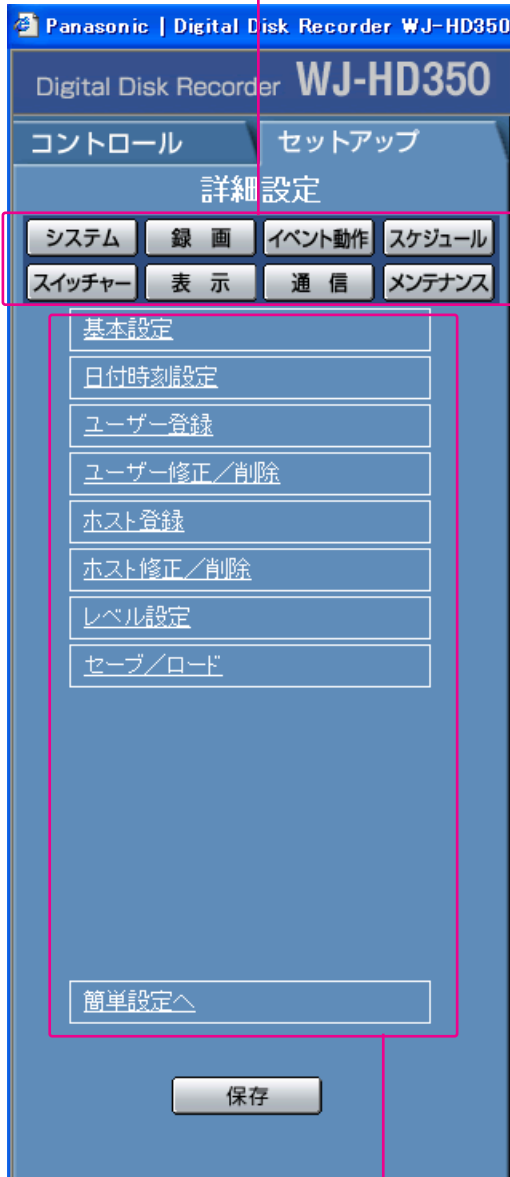 Panasonic | Digital Disk Recorder WJ-HD350
Digital Disk Recorder WJ-HD350
コントロール セットアップ
詳細設定
システム 録 画 イベント動作 スケジュール
スイッチャー 表 示 通 信 メンテナンス
基本設定
日付時刻設定
ユーザー登録
ユーザー修正／削除
ホスト登録
ホスト修正／削除
レベル設定
セーブ／ロード
簡単設定へ
保存